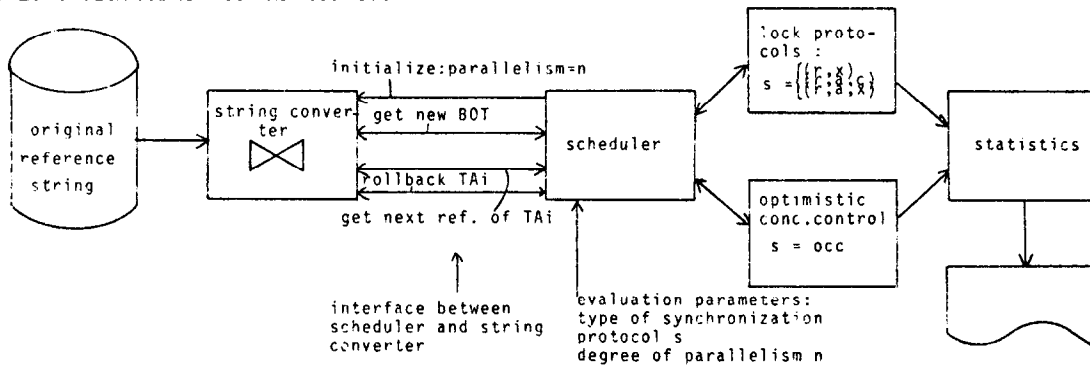 original
reference
string
string conver-
ter
initialize:parallelism=n
get new BOT
rollback TAi
get next ref. of TAi
interface between
scheduler and string
converter
scheduler
evaluation parameters:
type of synchronization
protocol s
degree of parallelism n
lock proto-
cols :
s =
optimistic
conc.control
s = occ
statistics